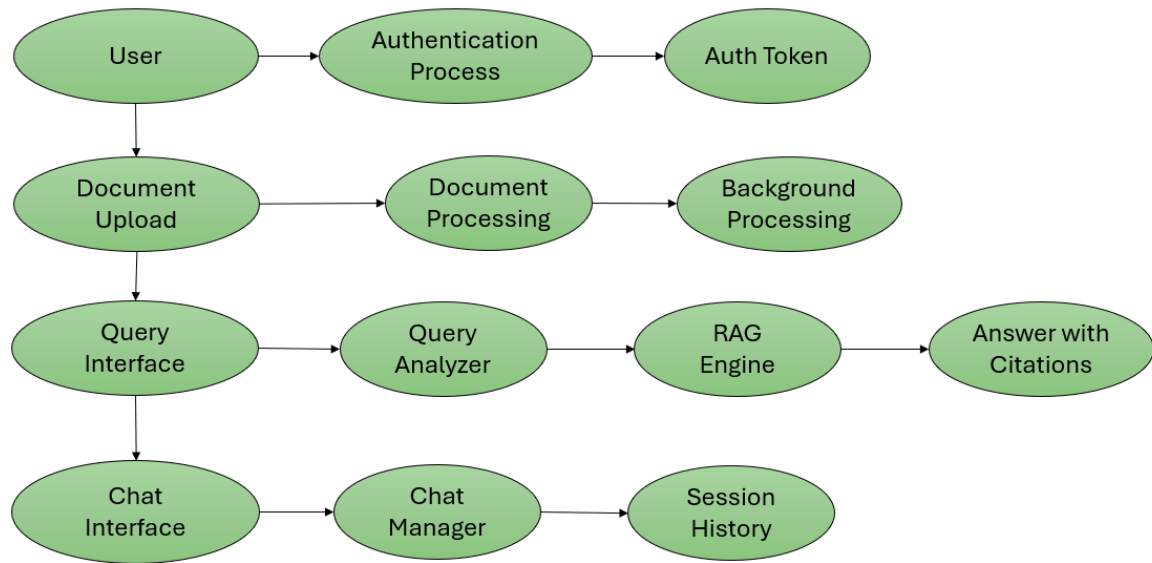 User
Authentication
Process
Auth Token
Document
Upload
Document
Processing
Background
Processing
Query
Interface
Query
Analyzer
RAG
Engine
Answer with
Citations
Chat
Interface
Chat
Manager
Session
History